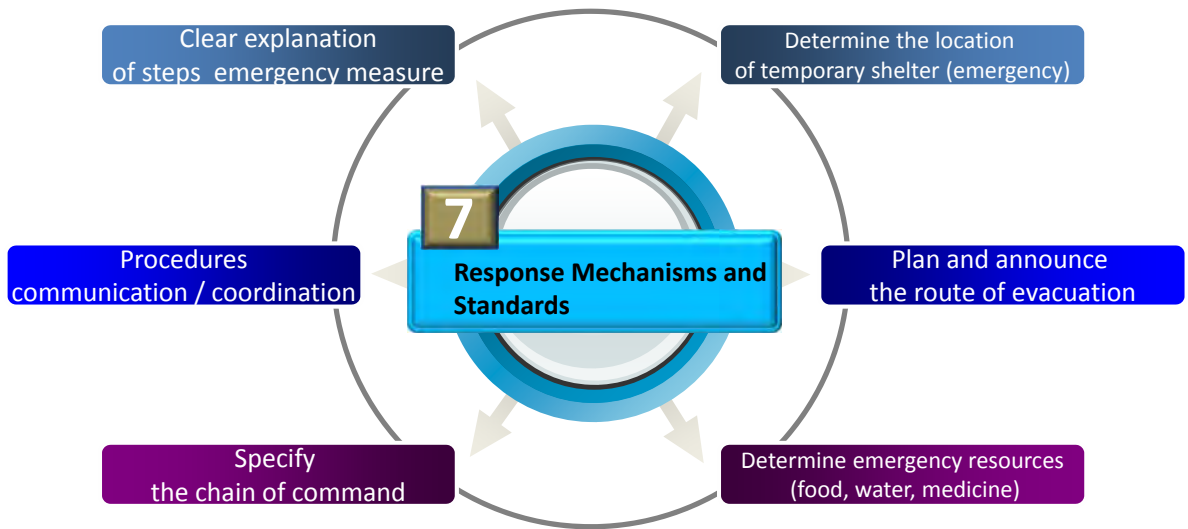 Clear explanation
of steps emergency measure
Determine the location
of temporary shelter (emergency)
7
Response Mechanisms and
Standards
Procedures
communication / coordination
Plan and announce
the route of evacuation
Specify
the chain of command
Determine emergency resources
(food, water, medicine)